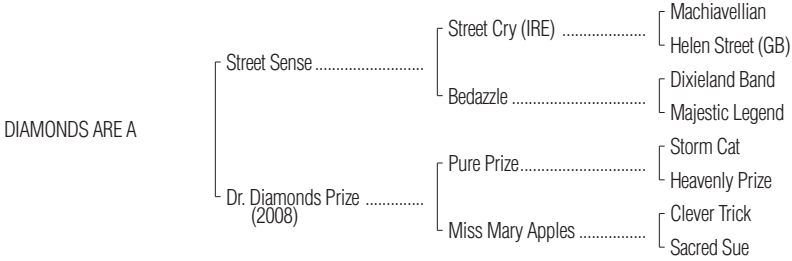 Machiavellian
Street Cry (IRE) ....................
Helen Street (GB)
Street Sense ..........................
Dixieland Band
Bedazzle ................................
Majestic Legend
DIAMONDS ARE A
Storm Cat
Pure Prize..............................
Heavenly Prize
Dr. Diamonds Prize ..............
(2008)
Clever Trick
Miss Mary Apples ................
Sacred Sue